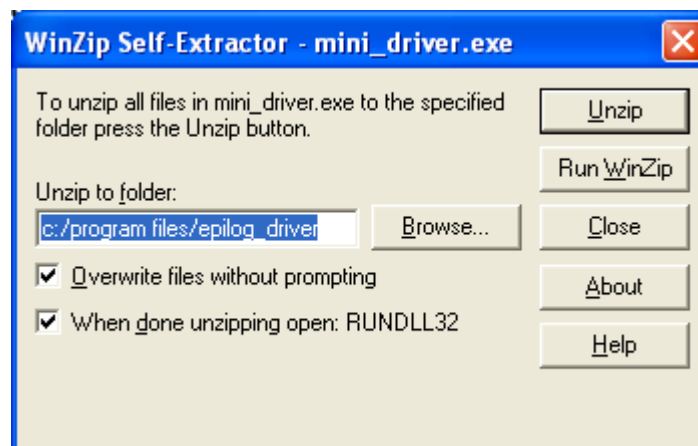 WinZip Self-Extractor - mini_driver.exe
To unzip all files in mini_driver.exe to the specified
folder press the Unzip button.
Unzip to folder:
c:/program files/epilog_driver
Browse...
Overwrite files without prompting
When done unzipping open: RUNDLL32
Unzip
Run WinZip
Close
About
Help